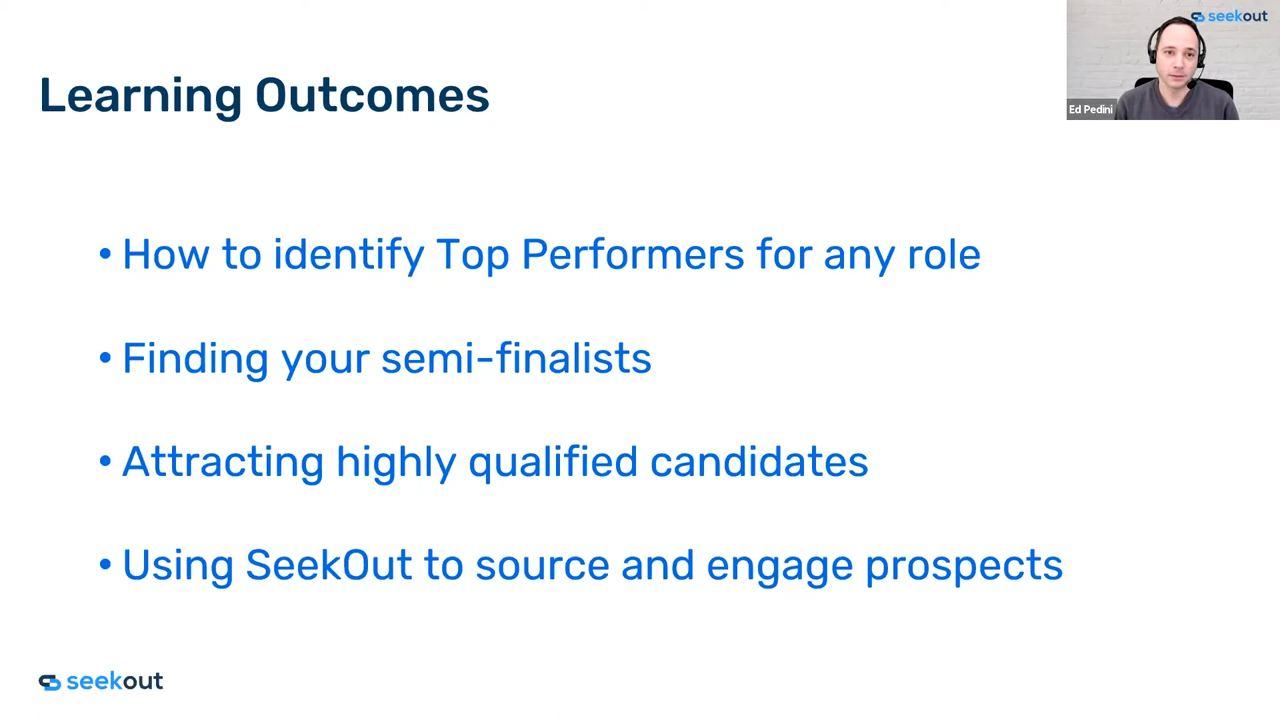 seekout
Learning Outcomes
Ed Pedini
• How to identify Top Performers for any role
• Finding your semi-finalists
• Attracting highly qualified candidates
• Using SeekOut to source and engage prospects
seekout